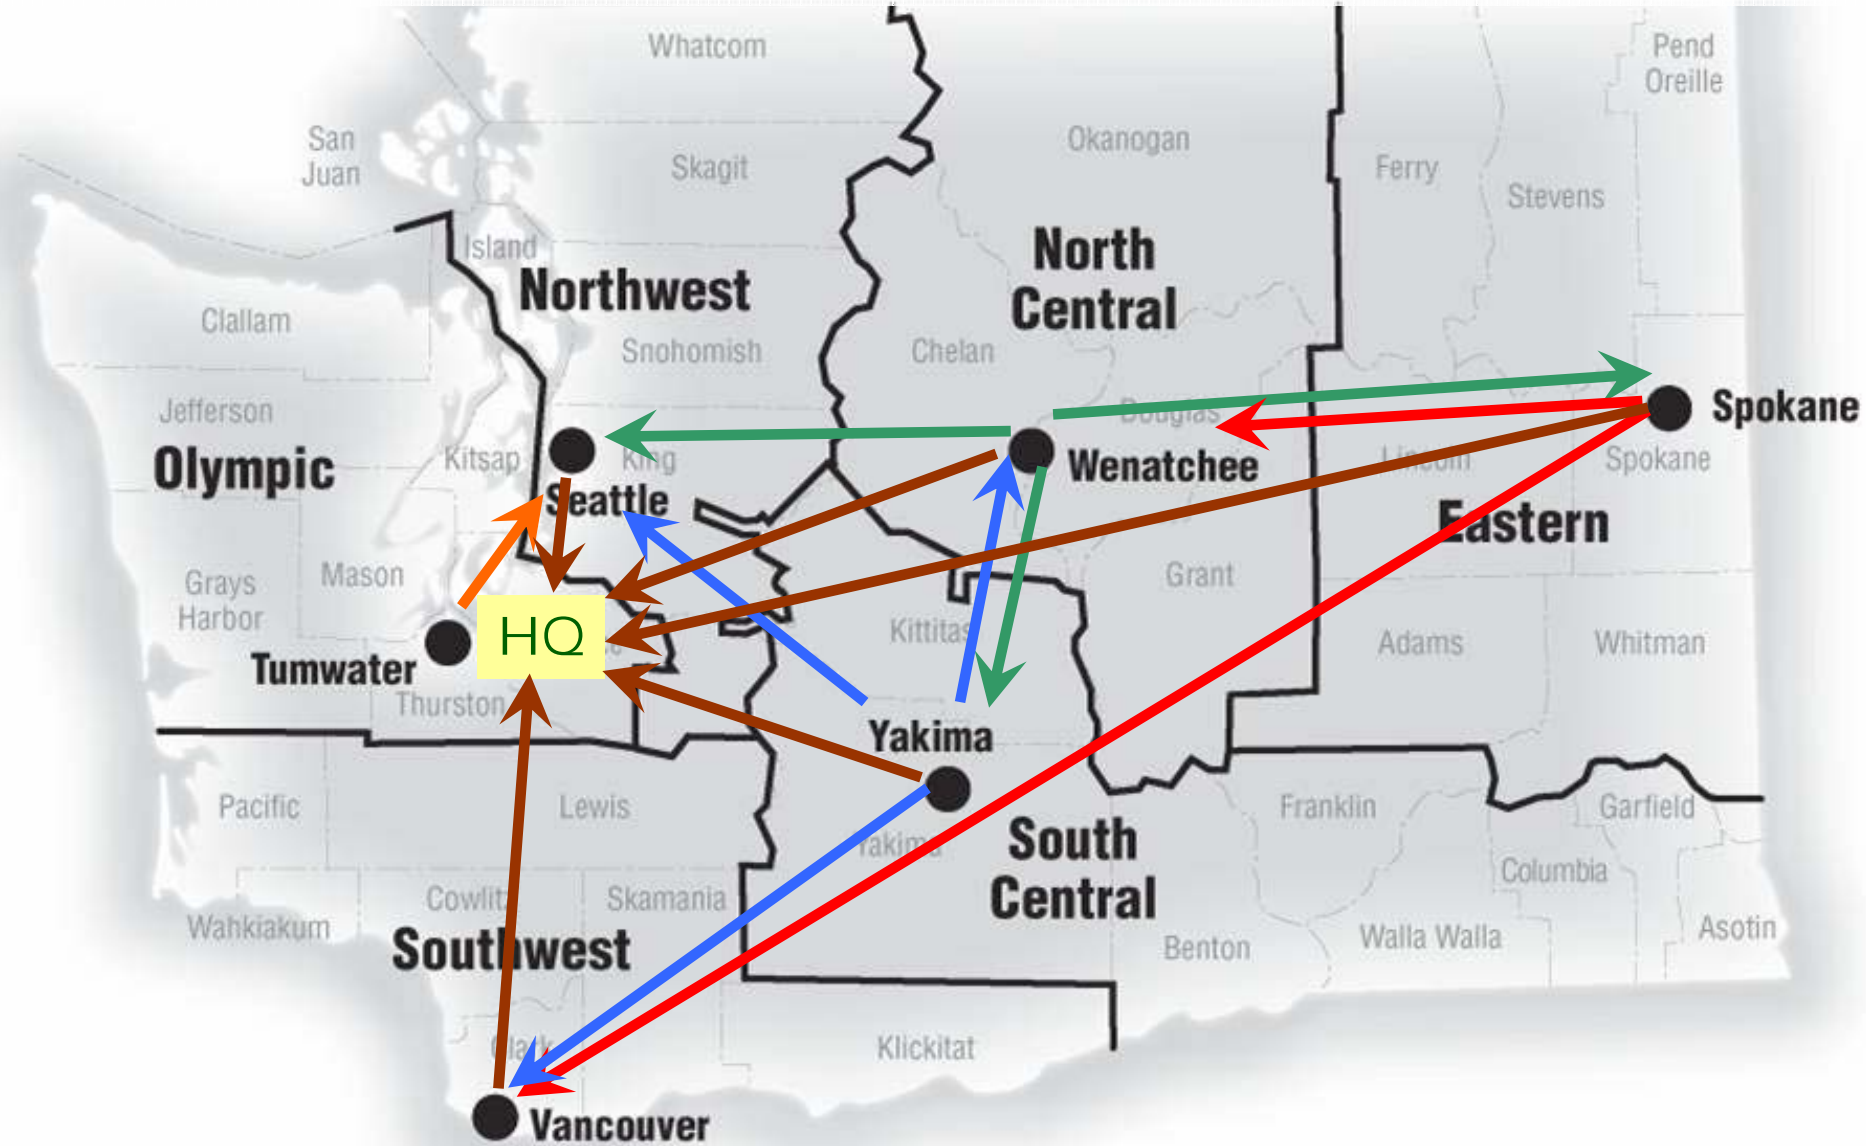 Whatcom
Pend
Oreille
San
Juan
Okanogan
Skagit
Ferry
Stevens
Island
North
Central
Northwest
Clallam
Snohomish
Chelan
Jefferson
Douglas
Spokane
Olympic
Kitsap
King
Wenatchee
Lincoln
Spokane
Seattle
Eastern
Grays
Harbor
Mason
Grant
HQ
Kittitas
Adams
Whitman
Tumwater
Thurston
Yakima
Pacific
Lewis
Franklin
Garfield
Yakima
South
Central
Columbia
Cowlitz
Skamania
Wahkiakum
Southwest
Benton
Walla Walla
Asotin
Clark
Klickitat
Vancouver